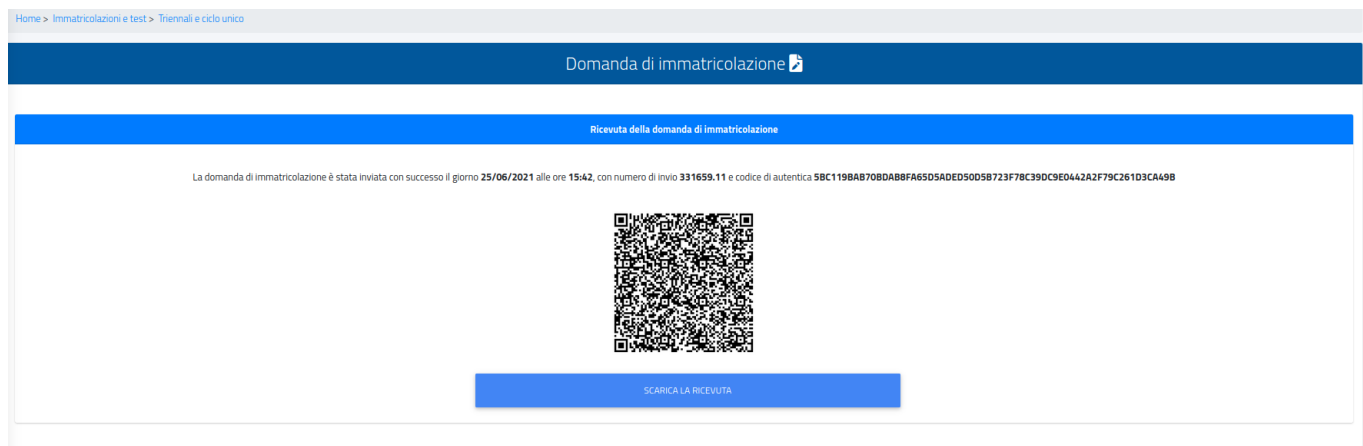 Home > Immatricolazioni e test > Triennali e ciclo unico
Domanda di immatricolazione
Ricevuta della domanda di immatricolazione
La domanda di immatricolazione è stata inviata con successo il giorno 25/06/2021 alle ore 15:42, con numero di invio 331659.11 e codice di autentica 5BC119BAB70BDAB8FA65D5ADED50D5B723F78C39DC9E0442A2F79C261D3CA49B
SCARICA LA RICEVUTA